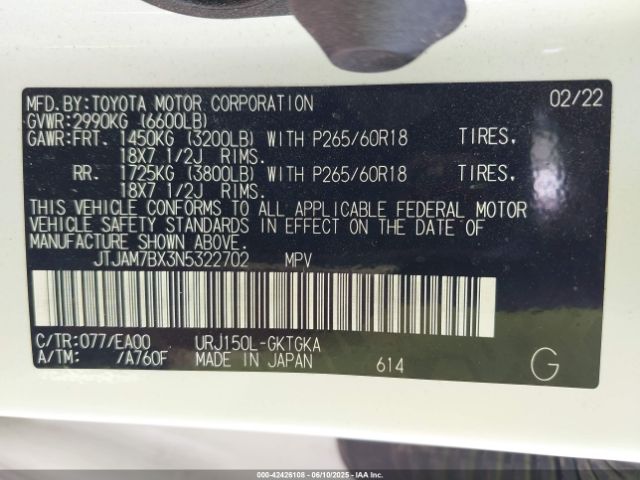 MFD.BY:TOYOTA MOTOR CORPORATION 02/22
GVWR:2990KG (6600LB)
GAWR:FRT. 1450KG (3200LB) WITH P265/60R18 TIRES,
18X7 1/2J RIMS.
RR. 1725KG (3800LB) WITH P265/60R18 TIRES,
18X7 1/2J RIMS.
THIS VEHICLE CONFORMS TO ALL APPLICABLE FEDERAL MOTOR
VEHICLE SAFETY STANDARDS IN EFFECT ON THE DATE OF
MANUFACTURE SHOWN ABOVE.
JTJAM7BX3N5322702 MPV
C/TR:077/EA00 URJ150L-GKTGKA
A/TM: /A760F MADE IN JAPAN 614 G
000-42426108 - 06/10/2025 - IAA Inc.